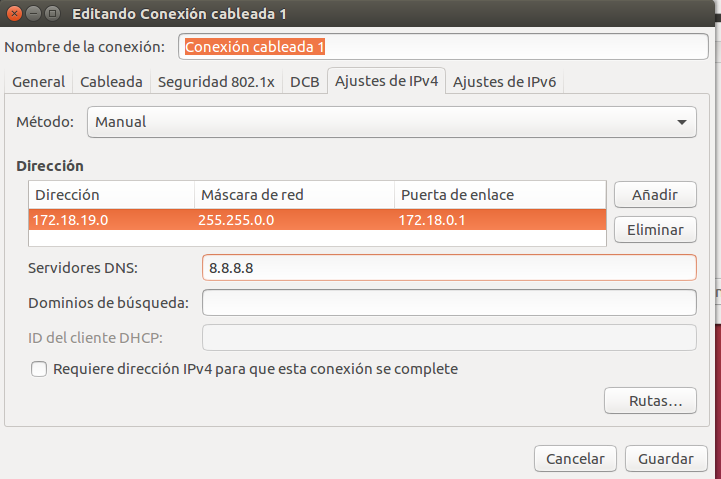 Editando Conexión cableada 1
Nombre de la conexión: Conexión cableada 1
General Cableada Seguridad 802.1x DCB Ajustes de IPv4 Ajustes de IPv6
Método: Manual
Dirección
Dirección Máscara de red Puerta de enlace Añadir
172.18.19.0 255.255.0.0 172.18.0.1
Eliminar
Servidores DNS: 8.8.8.8
Dominios de búsqueda:
ID del cliente DHCP:
Requiere dirección IPv4 para que esta conexión se complete
Rutas...
Cancelar Guardar